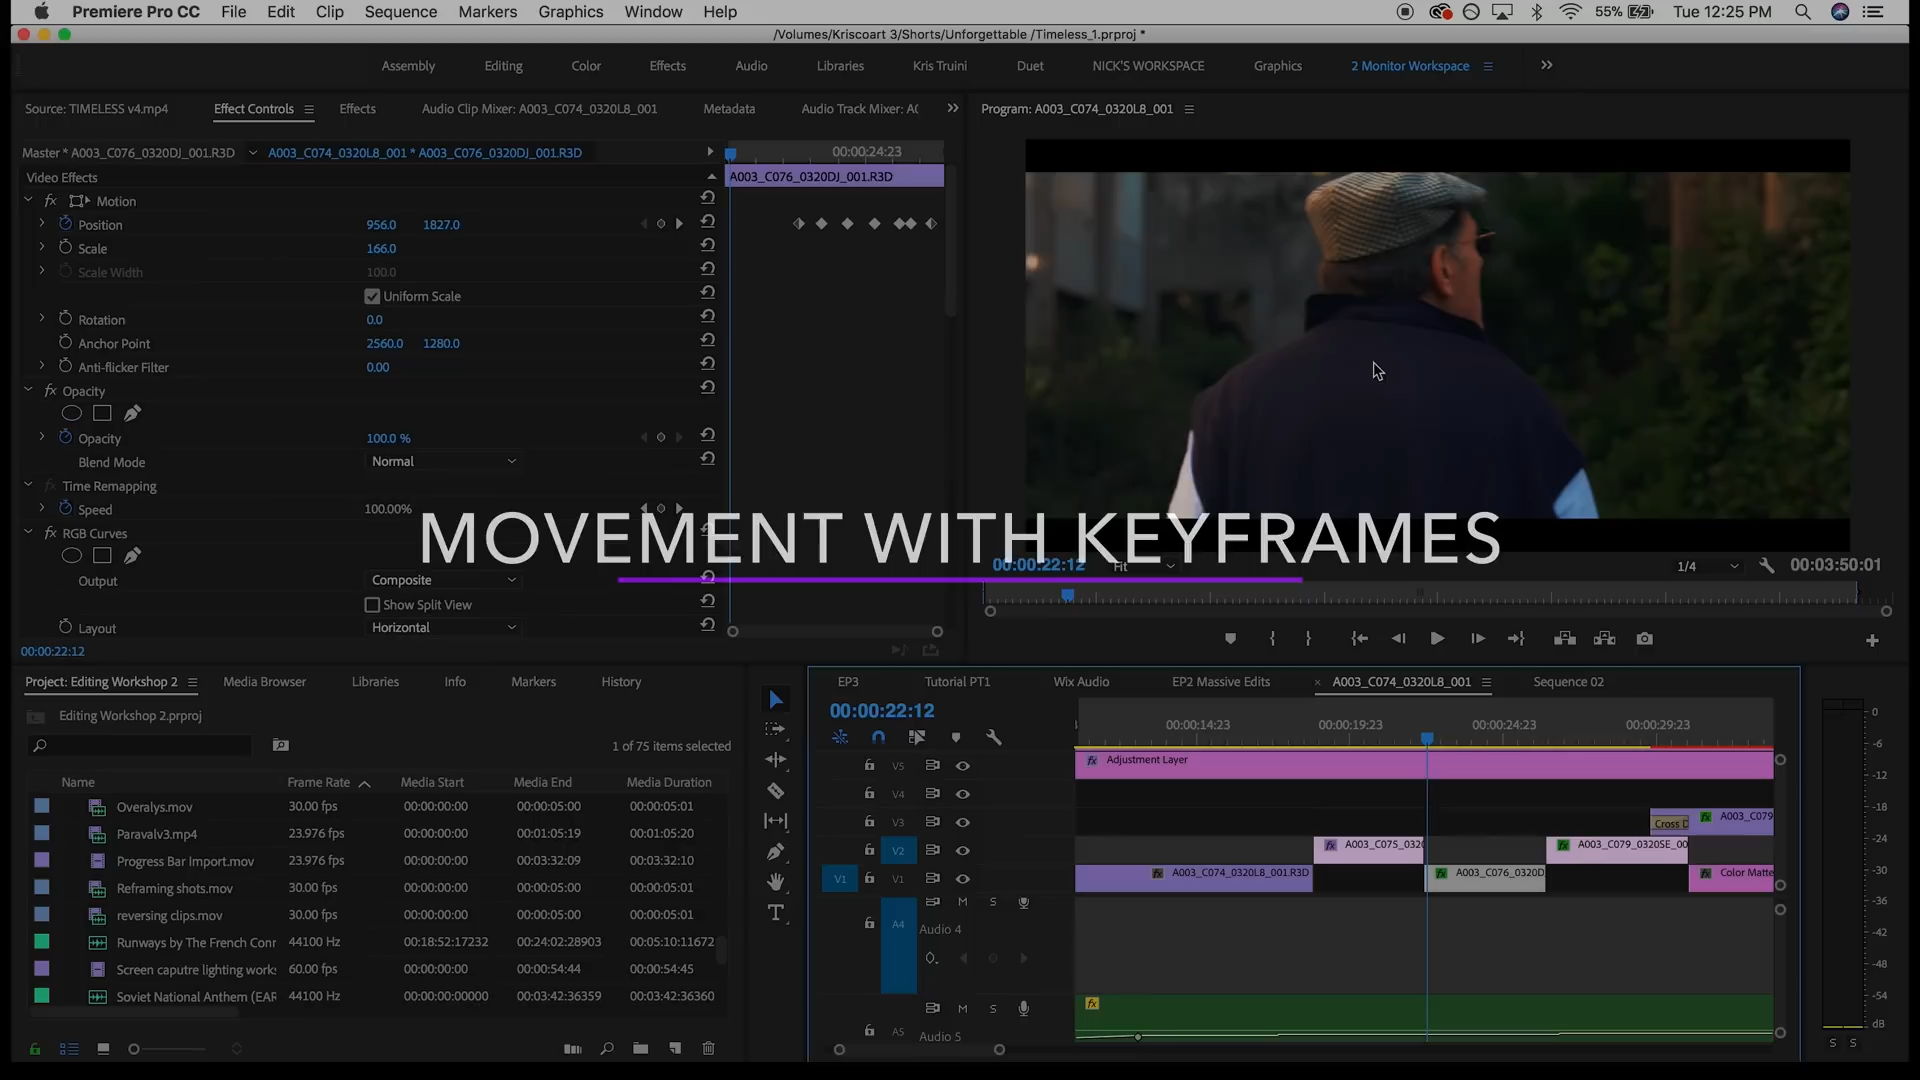 Premiere Pro CC File Edit Clip Sequence Markers Graphics Window Help 55% Tue 12:25 PM
/Volumes/Kriscoart 3/Shorts/Unforgettable /Timeless_1.prproj *
Assembly Editing Color Effects Audio Libraries Kris Truini Duet NICK'S WORKSPACE Graphics 2 Monitor Workspace
Source: TIMELESS v4.mp4 Effect Controls Effects Audio Clip Mixer: A003_C074_0320L8_001 Metadata Audio Track Mixer: A( Program: A003_C074_0320L8_001
Master * A003_C076_0320DJ_001.R3D A003_C074_0320L8_001 * A003_C076_0320DJ_001.R3D 00:00:24:23
Video Effects A003_C076_0320DJ_001.R3D
fx Motion
Position 956.0 1827.0
Scale 166.0
Scale Width 100.0
Uniform Scale
Rotation 0.0
Anchor Point 2560.0 1280.0
Anti-flicker Filter 0.00
fx Opacity
Opacity 100.0 %
Blend Mode Normal
fx Time Remapping
Speed 100.00%
fx RGB Curves
MOVEMENT WITH KEYFRAMES
00:00:22:12 Fit 1/4 00:03:50:01
Output Composite
Show Split View
Layout Horizontal
00:00:22:12
Project: Editing Workshop 2 Media Browser Libraries Info Markers History
Editing Workshop 2.prproj
1 of 75 items selected
Name Frame Rate Media Start Media End Media Duration
Overalys.mov 30.00 fps 00:00:00:00 00:00:05:00 00:00:05:01
Paravalv3.mp4 23.976 fps 00:00:00:00 00:01:05:19 00:01:05:20
Progress Bar Import.mov 23.976 fps 00:00:00:00 00:03:32:09 00:03:32:10
Reframing shots.mov 30.00 fps 00:00:00:00 00:00:05:00 00:00:05:01
reversing clips.mov 30.00 fps 00:00:00:00 00:00:05:00 00:00:05:01
Runways by The French Conr 44100 Hz 00:18:52:17232 00:24:02:28903 00:05:10:11672
Screen caputre lighting works 60.00 fps 00:00:00:00 00:00:54:44 00:00:54:45
Soviet National Anthem (EAR 44100 Hz 00:00:00:00000 00:03:42:36359 00:03:42:36360
EP3 Tutorial PT1 Wix Audio EP2 Massive Edits × A003_C074_0320L8_001 Sequence 02
00:00:22:12 00:00:14:23 00:00:19:23 00:00:24:23 00:00:29:23
V5 fx Adjustment Layer
V4
V3 Cross D fx A003_C079
V2 fx A003_C075_0320 fx A003_C079_0320SE_00
V1 V1 fx A003_C074_0320L8_001.R3D fx A003_C076_0320D fx Color Matte
M S
A4 Audio 4
M S fx
A5 Audio 5
0
-6
-12
-18
-24
-30
-36
-42
-48
-54
dB
S S